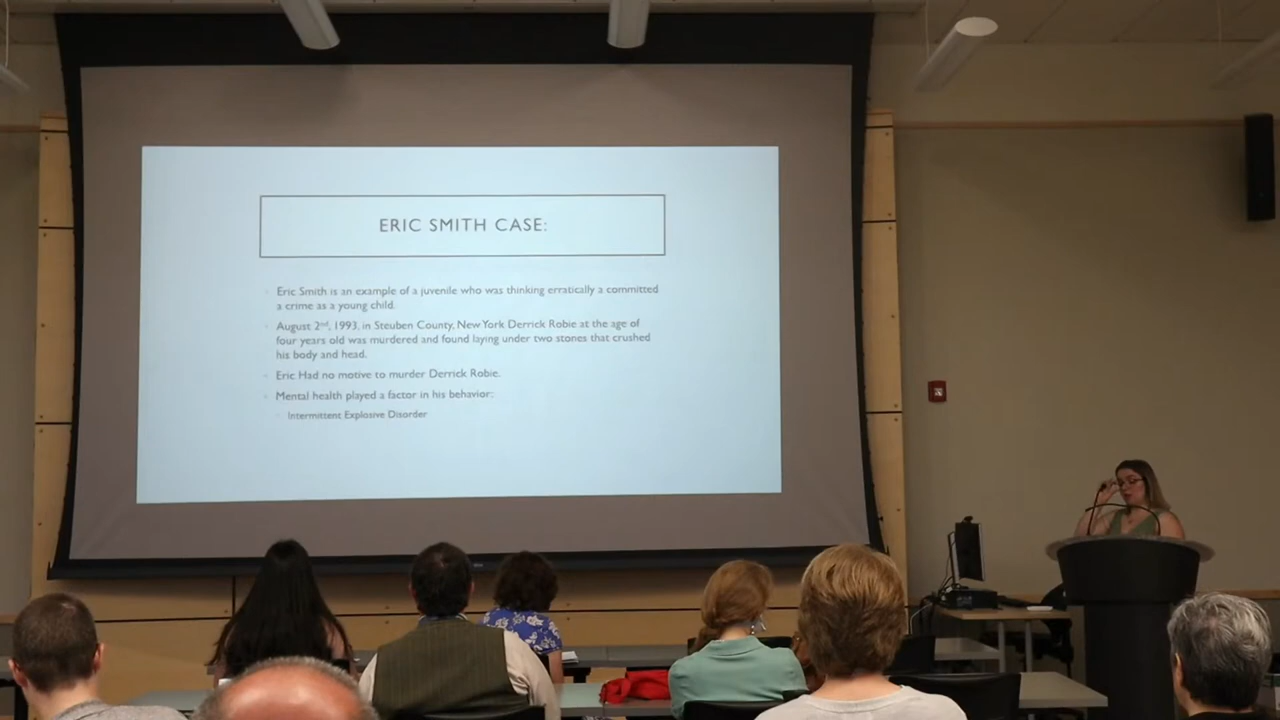 ERIC SMITH CASE:
Eric Smith is an example of a juvenile who was thinking erratically a committed
a crime as a young child.
August 2nd, 1993, in Steuben County, New York Derrick Robie at the age of
four years old was murdered and found laying under two stones that crushed
his body and head.
Eric Had no motive to murder Derrick Robie.
Mental health played a factor in his behavior:
Intermittent Explosive Disorder